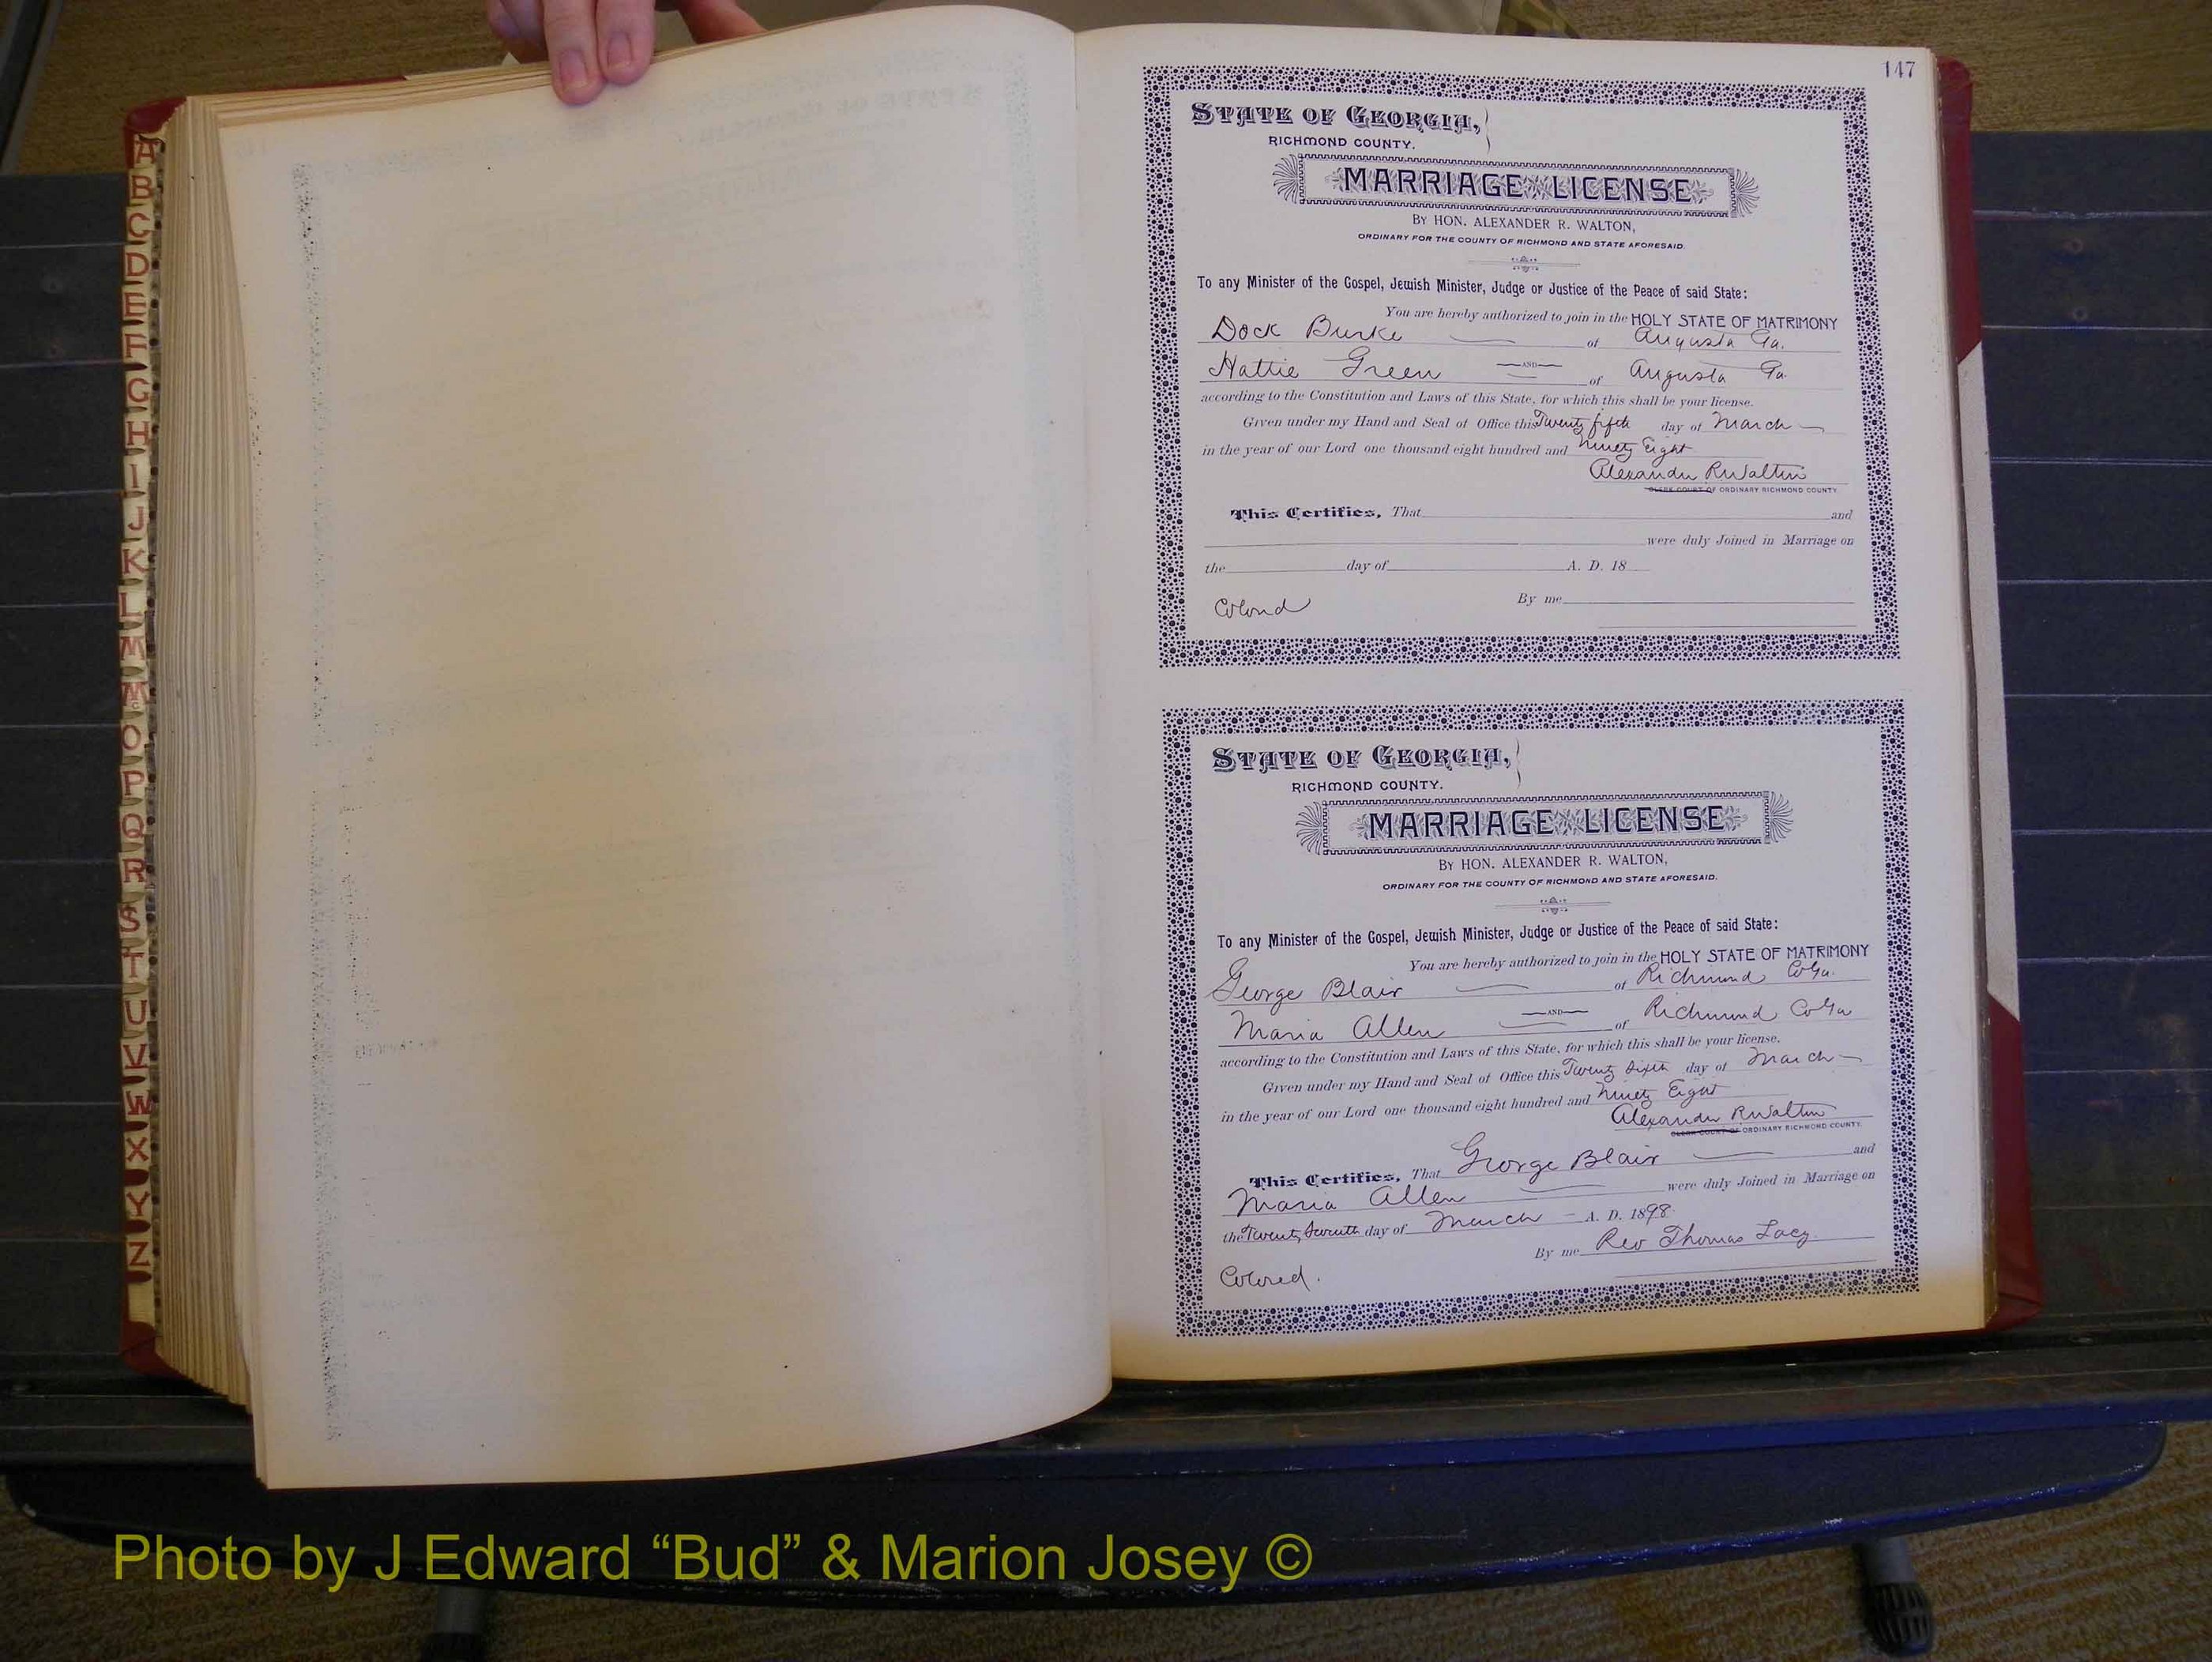 147
A
B
C
D
E
F
G
H
I
J
K
L
M
Mc
O
P
Q
R
S
T
U
V
W
X
Y
Z
STATE OF GEORGIA,
RICHMOND COUNTY.
MARRIAGE LICENSE
BY HON. ALEXANDER R. WALTON,
ORDINARY FOR THE COUNTY OF RICHMOND AND STATE AFORESAID.
To any Minister of the Gospel, Jewish Minister, Judge or Justice of the Peace of said State:
You are hereby authorized to join in the HOLY STATE OF MATRIMONY
Dock Burke of Augusta Ga.
AND
Hattie Green of Augusta Ga.
according to the Constitution and Laws of this State, for which this shall be your license.
Given under my Hand and Seal of Office this Twenty fifth day of March
in the year of our Lord one thousand eight hundred and Ninety Eight
Alexander R Walton
CLERK COURT OF ORDINARY RICHMOND COUNTY.
This Certifies, That and
were duly Joined in Marriage on
the day of A. D. 18
By me
Colored
STATE OF GEORGIA,
RICHMOND COUNTY.
MARRIAGE LICENSE
BY HON. ALEXANDER R. WALTON,
ORDINARY FOR THE COUNTY OF RICHMOND AND STATE AFORESAID.
To any Minister of the Gospel, Jewish Minister, Judge or Justice of the Peace of said State:
You are hereby authorized to join in the HOLY STATE OF MATRIMONY
George Blair of Richmond Co Ga.
AND
Maria Allen of Richmond Co Ga
according to the Constitution and Laws of this State, for which this shall be your license.
Given under my Hand and Seal of Office this Twenty Sixth day of March
in the year of our Lord one thousand eight hundred and Ninety Eight
Alexander R Walton
CLERK COURT OF ORDINARY RICHMOND COUNTY.
This Certifies, That George Blair and
Maria Allen were duly Joined in Marriage on
the Twenty Seventh day of March A. D. 1898
By me Rev Thomas Lacy
Colored.
Photo by J Edward “Bud” & Marion Josey ©